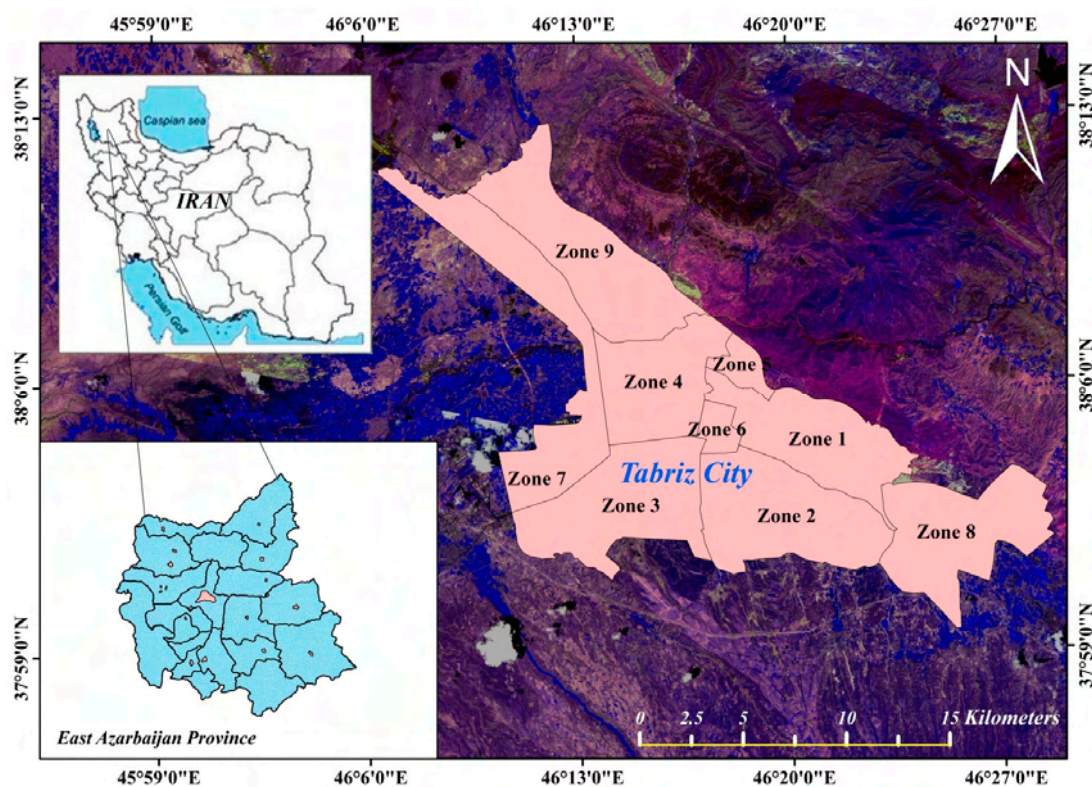 45°59'0"E 46°6'0"E 46°13'0"E 46°20'0"E 46°27'0"E
38°13'0"N
38°13'0"N
N
Caspian sea
IRAN
Persian Golf
Zone 9
Zone 5
Zone 4
38°6'0"N
38°6'0"N
Zone 6
Zone 1
Tabriz City
Zone 7
Zone 3
Zone 2
Zone 8
37°59'0"N
37°59'0"N
0 2.5 5 10 15 Kilometers
East Azarbaijan Province
45°59'0"E 46°6'0"E 46°13'0"E 46°20'0"E 46°27'0"E